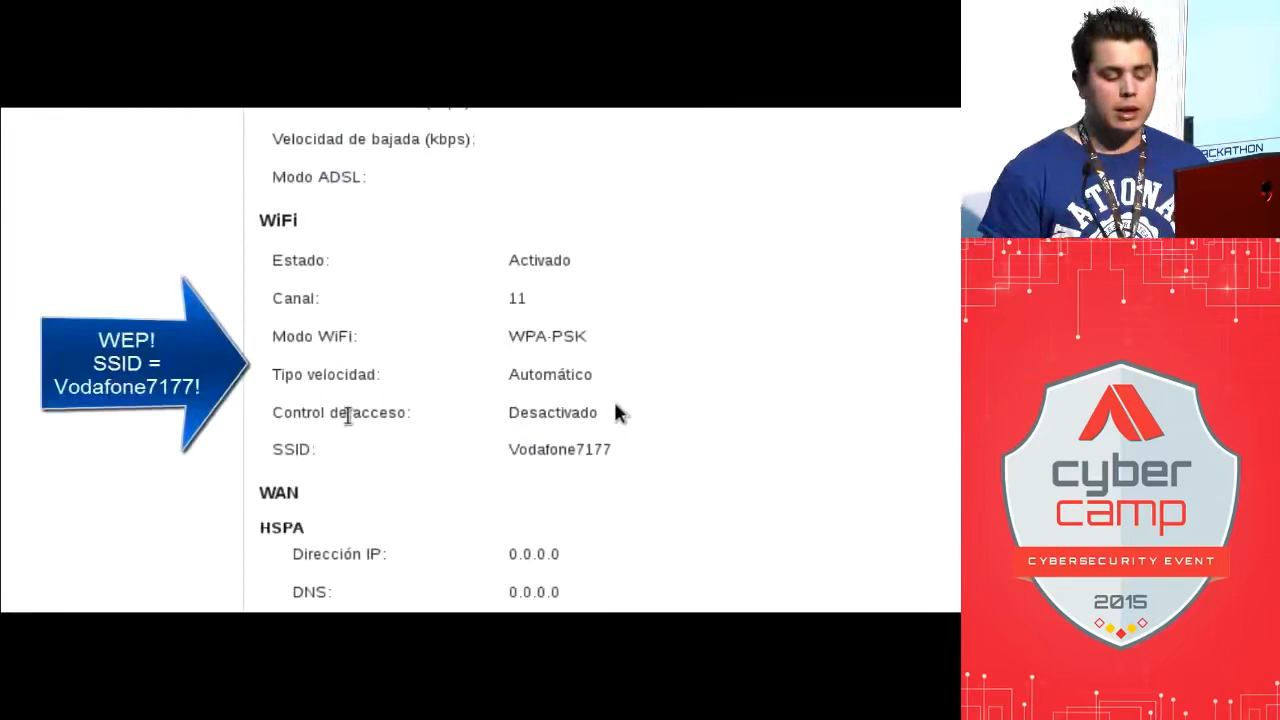 Velocidad de bajada (kbps):
Modo ADSL:
WiFi
Estado: Activado
Canal: 11
Modo WiFi: WPA-PSK
Tipo velocidad: Automático
Control de acceso: Desactivado
SSID: Vodafone7177
WAN
HSPA
Dirección IP: 0.0.0.0
DNS: 0.0.0.0
WEP!
SSID =
Vodafone7177!
HACKATHON
NATIONA
cyber
camp
CYBERSECURITY EVENT
2015